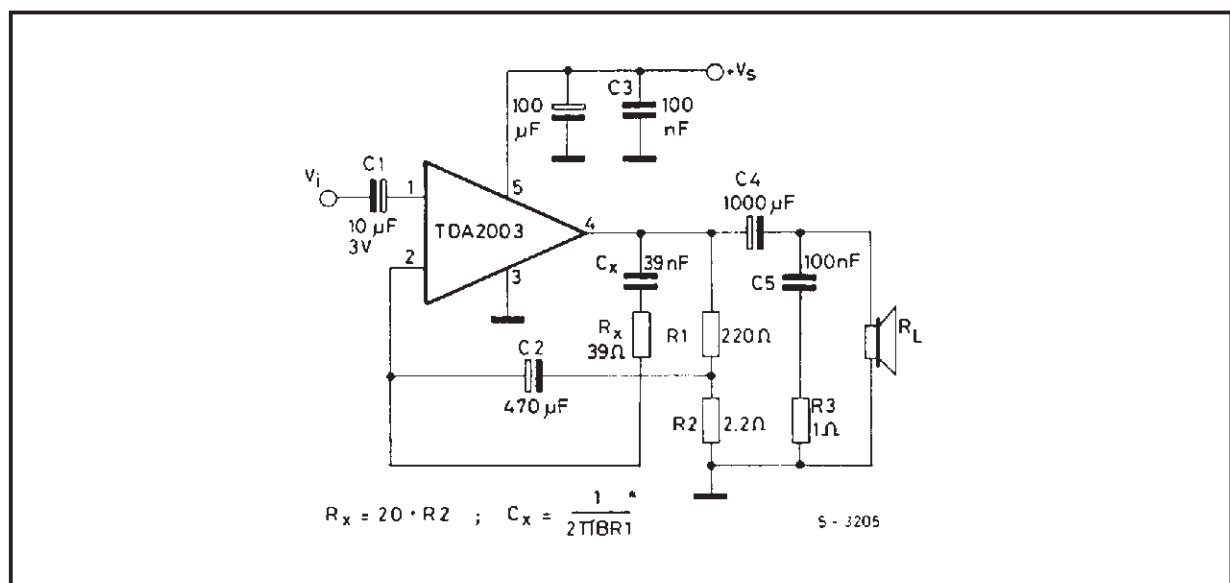 +Vs
100
µF
C3
100
nF
Vi
C1
10 µF
3V
1
2
5
TDA2003
3
4
C4
1000 µF
Cx
39nF
100nF
C5
Rx
39Ω
R1
220Ω
RL
C2
470 µF
R2
2.2Ω
R3
1Ω
Rx = 20 · R2 ; Cx = 1 / 2πBR1 *
S - 3205